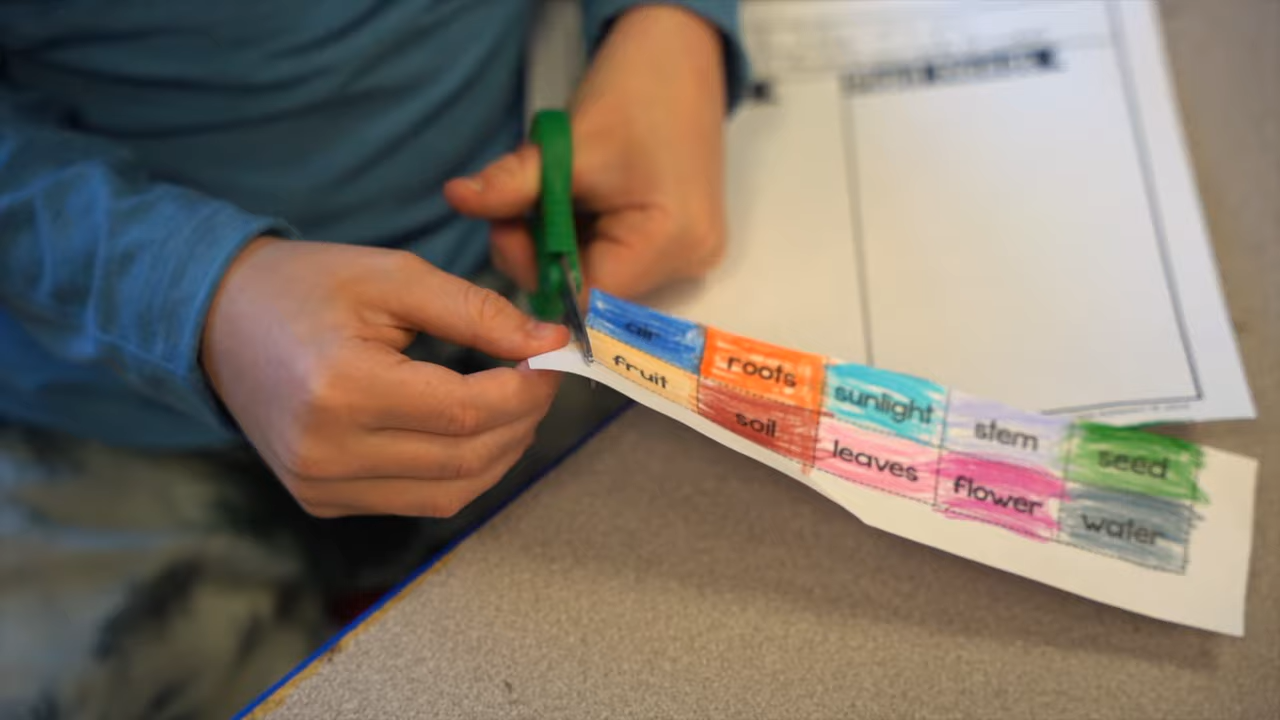 air roots sunlight stem seed
fruit soil leaves flower water